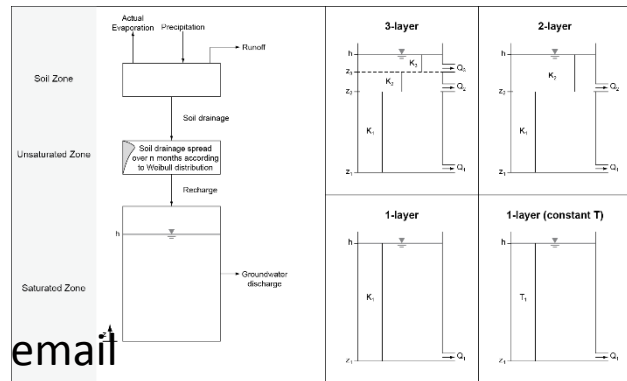 Actual
Evaporation
Precipitation
Runoff
Soil Zone
Soil drainage
Unsaturated Zone
Soil drainage spread
over n months according
to Weibull distribution
Recharge
h
Saturated Zone
Groundwater
discharge
z
email
3-layer
h
z₃
z₂
z₁
K₃
K₂
K₁
Q₃
Q₂
Q₁
2-layer
h
z₂
z₁
K₂
K₁
Q₂
Q₁
1-layer
h
K₁
z₁
Q₁
1-layer (constant T)
h
T₁
z₁
Q₁